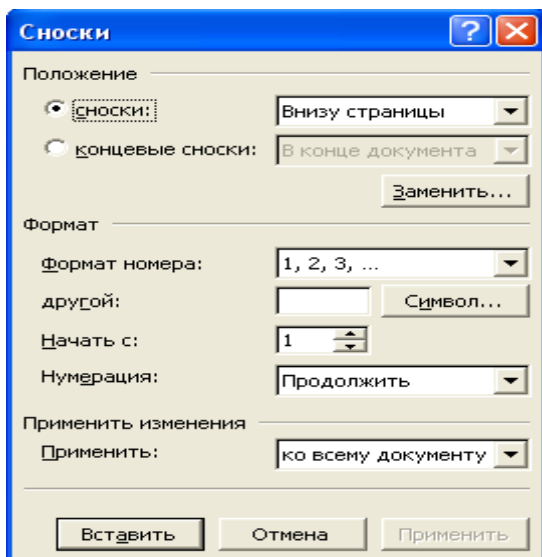 Сноски
Положение
сноски: Внизу страницы
концевые сноски: В конце документа
Заменить...
Формат
Формат номера: 1, 2, 3, ...
другой: Символ...
Начать с: 1
Нумерация: Продолжить
Применить изменения
Применить: ко всему документу
Вставить Отмена Применить